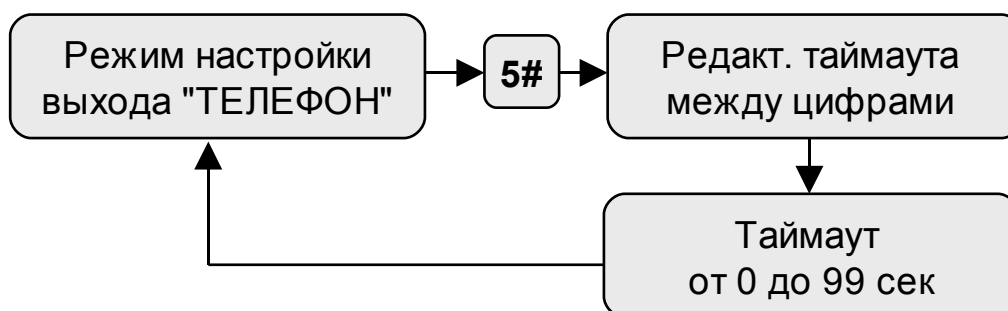 Режим настройки
выхода "ТЕЛЕФОН"
5#
Редакт. таймаута
между цифрами
Таймаут
от 0 до 99 сек